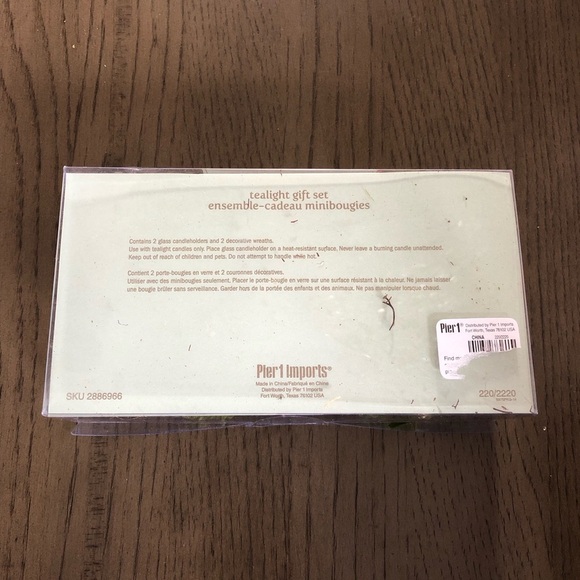 tealight gift set
ensemble-cadeau minibougies
Contains 2 glass candleholders and 2 decorative wreaths.
Use with tealight candles only. Place glass candleholder on a heat-resistant surface. Never leave a burning candle unattended.
Keep out of reach of children and pets. Do not attempt to handle while hot.
Contient 2 porte-bougies en verre et 2 couronnes décoratives.
Utiliser avec des minibougies seulement. Placer le porte-bougie en verre sur une surface résistant à la chaleur. Ne jamais laisser
une bougie brûler sans surveillance. Garder hors de la portée des enfants et des animaux. Ne pas manipuler lorsque chaud.
Pier 1 Imports®
Made in China/Fabriqué en Chine
Distributed by Pier 1 Imports
Fort Worth, Texas 76102 USA
SKU 2886966
220/2220
Pier 1® Distributed by Pier 1 Imports
Fort Worth, Texas 76102 USA
CHINA
Find